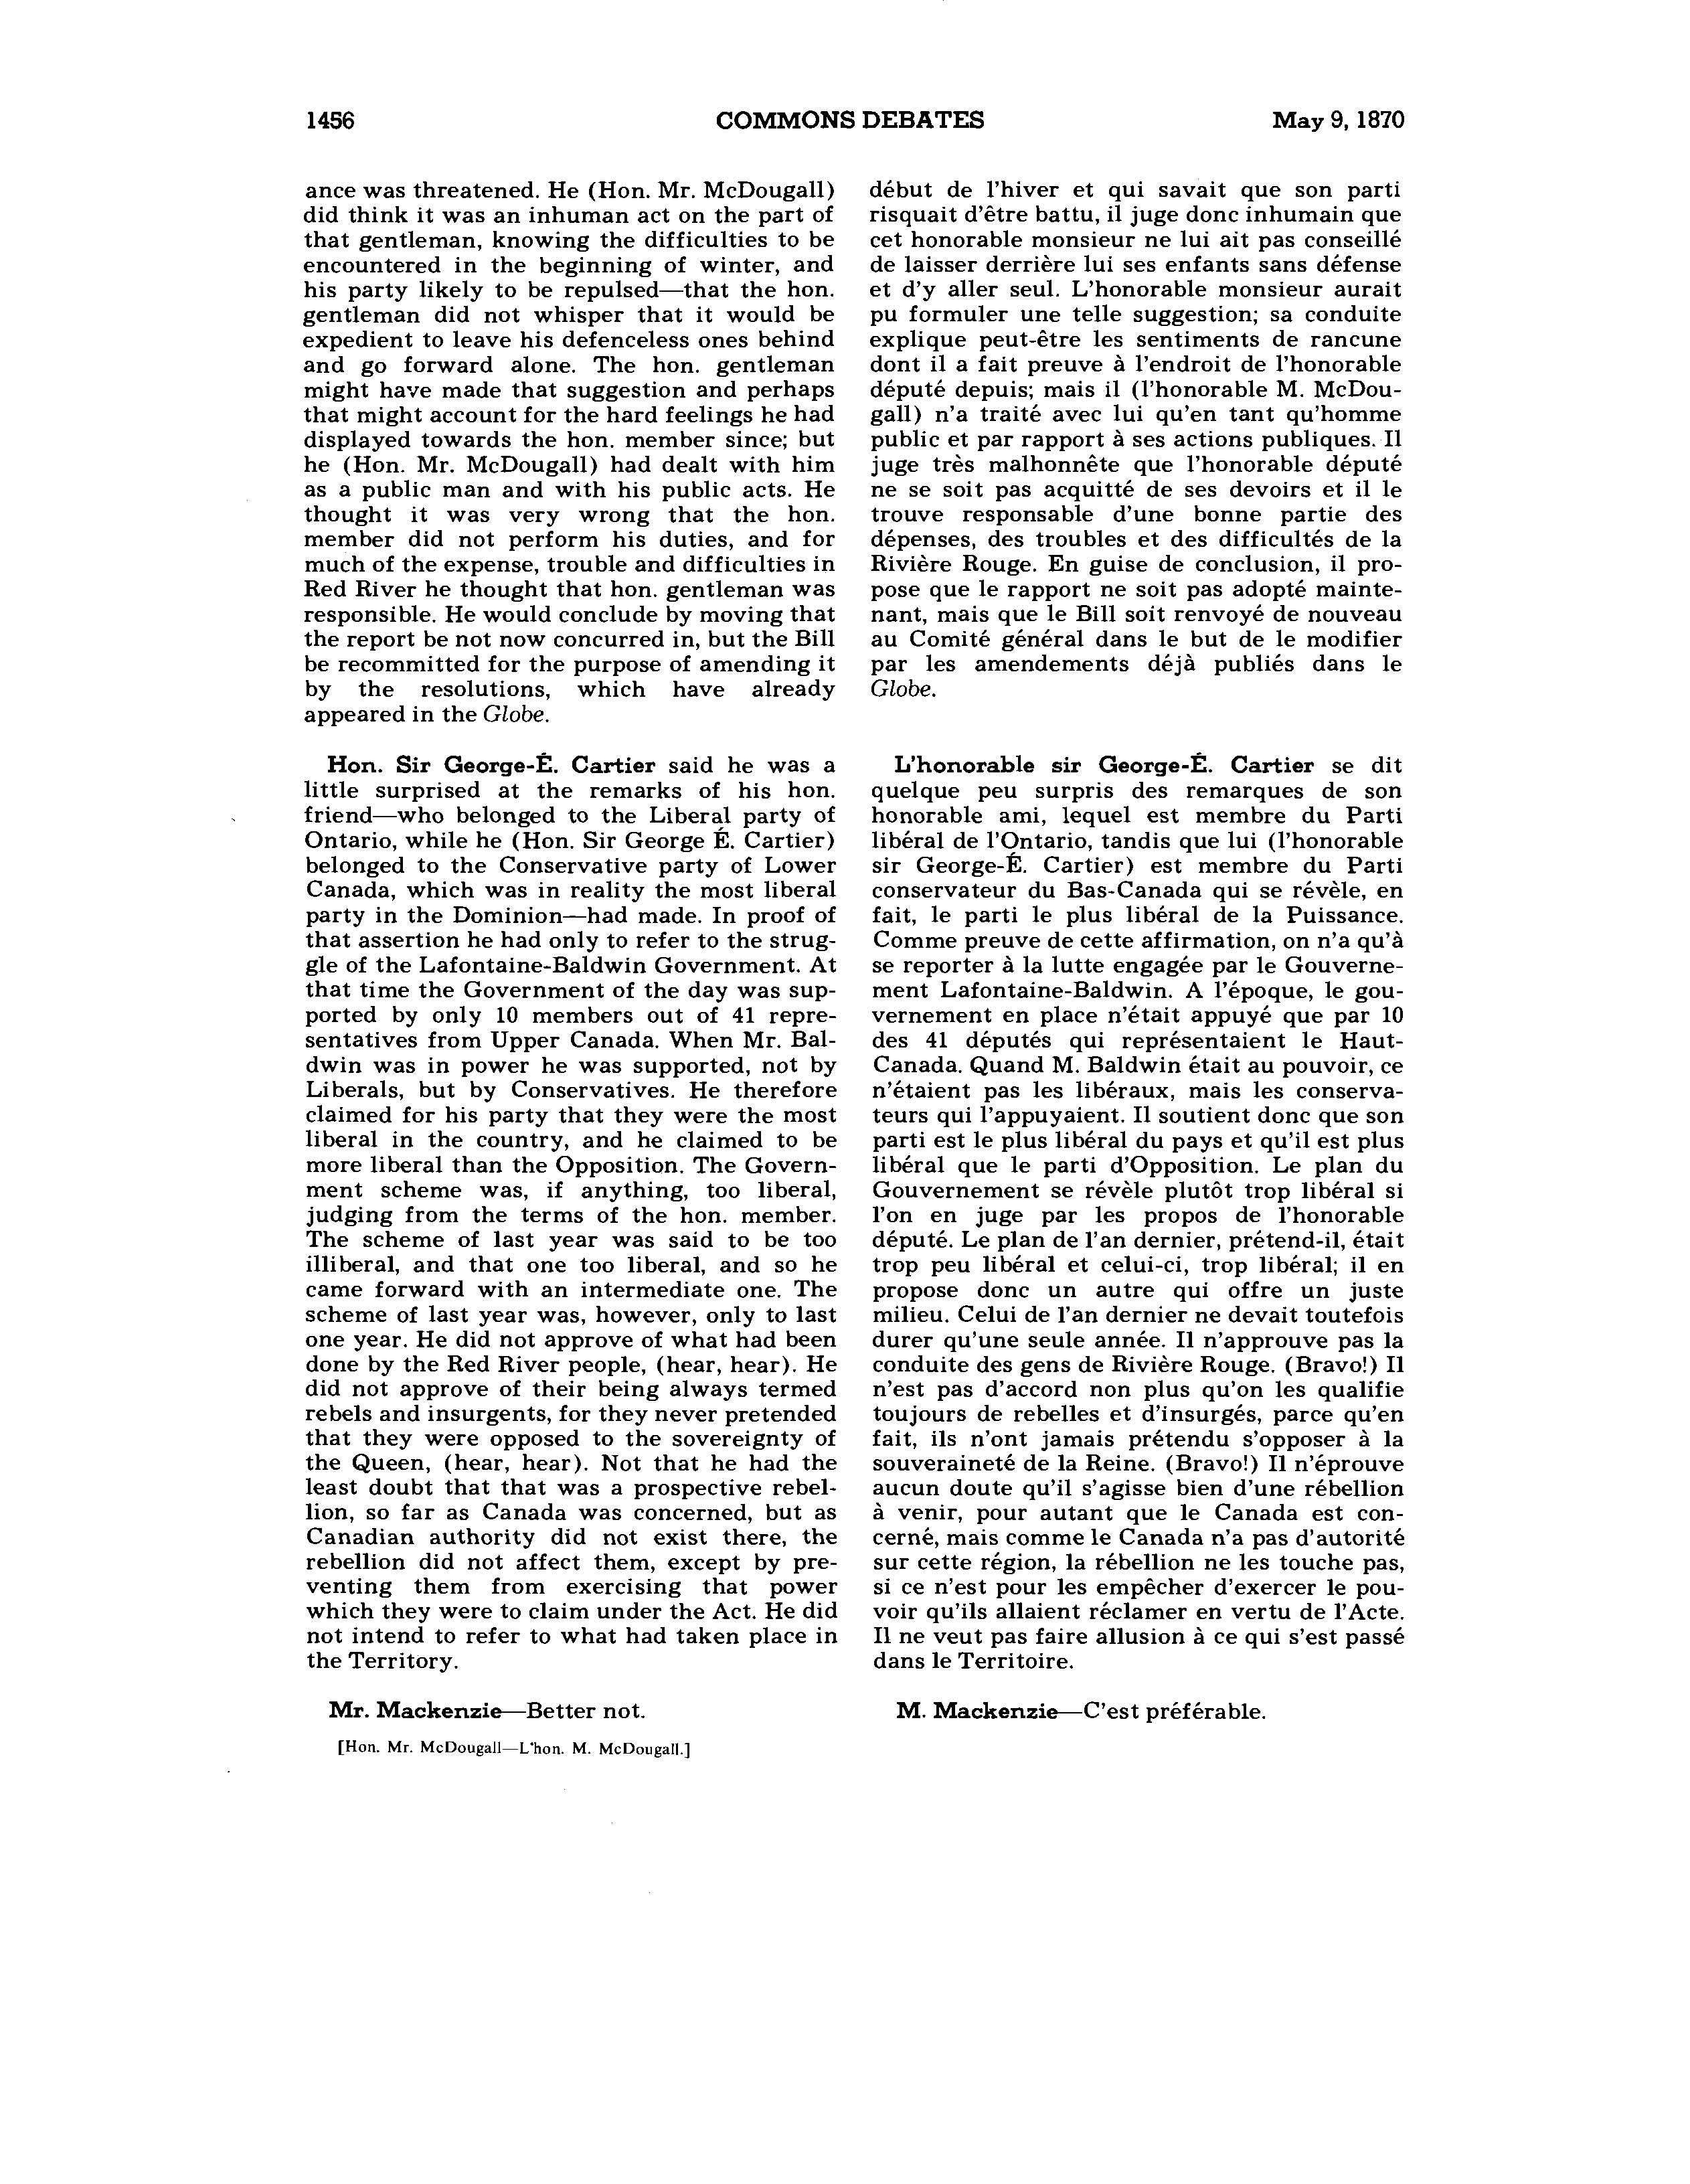 1456 COMMONS DEBATES May 9, 1870
ance was threatened. He (Hon. Mr. McDougall)
did think it was an inhuman act on the part of
that gentleman, knowing the difficulties to be
encountered in the beginning of winter, and
his party likely to be repulsed—that the hon.
gentleman did not whisper that it would be
expedient to leave his defenceless ones behind
and go forward alone. The hon. gentleman
might have made that suggestion and perhaps
that might account for the hard feelings he had
displayed towards the hon. member since; but
he (Hon. Mr. McDougall) had dealt with him
as a public man and with his public acts. He
thought it was very wrong that the hon.
member did not perform his duties, and for
much of the expense, trouble and difficulties in
Red River he thought that hon. gentleman was
responsible. He would conclude by moving that
the report be not now concurred in, but the Bill
be recommitted for the purpose of amending it
by the resolutions, which have already
appeared in the Globe.
Hon. Sir George-É. Cartier said he was a
little surprised at the remarks of his hon.
friend—who belonged to the Liberal party of
Ontario, while he (Hon. Sir George É. Cartier)
belonged to the Conservative party of Lower
Canada, which was in reality the most liberal
party in the Dominion—had made. In proof of
that assertion he had only to refer to the strug-
gle of the Lafontaine-Baldwin Government. At
that time the Government of the day was sup-
ported by only 10 members out of 41 repre-
sentatives from Upper Canada. When Mr. Bal-
dwin was in power he was supported, not by
Liberals, but by Conservatives. He therefore
claimed for his party that they were the most
liberal in the country, and he claimed to be
more liberal than the Opposition. The Govern-
ment scheme was, if anything, too liberal,
judging from the terms of the hon. member.
The scheme of last year was said to be too
illiberal, and that one too liberal, and so he
came forward with an intermediate one. The
scheme of last year was, however, only to last
one year. He did not approve of what had been
done by the Red River people, (hear, hear). He
did not approve of their being always termed
rebels and insurgents, for they never pretended
that they were opposed to the sovereignty of
the Queen, (hear, hear). Not that he had the
least doubt that that was a prospective rebel-
lion, so far as Canada was concerned, but as
Canadian authority did not exist there, the
rebellion did not affect them, except by pre-
venting them from exercising that power
which they were to claim under the Act. He did
not intend to refer to what had taken place in
the Territory.
Mr. Mackenzie—Better not.
[Hon. Mr. McDougall—L'hon. M. McDougall.]
début de l'hiver et qui savait que son parti
risquait d'être battu, il juge donc inhumain que
cet honorable monsieur ne lui ait pas conseillé
de laisser derrière lui ses enfants sans défense
et d'y aller seul. L'honorable monsieur aurait
pu formuler une telle suggestion; sa conduite
explique peut-être les sentiments de rancune
dont il a fait preuve à l'endroit de l'honorable
député depuis; mais il (l'honorable M. McDou-
gall) n'a traité avec lui qu'en tant qu'homme
public et par rapport à ses actions publiques. Il
juge très malhonnête que l'honorable député
ne se soit pas acquitté de ses devoirs et il le
trouve responsable d'une bonne partie des
dépenses, des troubles et des difficultés de la
Rivière Rouge. En guise de conclusion, il pro-
pose que le rapport ne soit pas adopté mainte-
nant, mais que le Bill soit renvoyé de nouveau
au Comité général dans le but de le modifier
par les amendements déjà publiés dans le
Globe.
L'honorable sir George-É. Cartier se dit
quelque peu surpris des remarques de son
honorable ami, lequel est membre du Parti
libéral de l'Ontario, tandis que lui (l'honorable
sir George-É. Cartier) est membre du Parti
conservateur du Bas-Canada qui se révèle, en
fait, le parti le plus libéral de la Puissance.
Comme preuve de cette affirmation, on n'a qu'à
se reporter à la lutte engagée par le Gouverne-
ment Lafontaine-Baldwin. A l'époque, le gou-
vernement en place n'était appuyé que par 10
des 41 députés qui représentaient le Haut-
Canada. Quand M. Baldwin était au pouvoir, ce
n'étaient pas les libéraux, mais les conserva-
teurs qui l'appuyaient. Il soutient donc que son
parti est le plus libéral du pays et qu'il est plus
libéral que le parti d'Opposition. Le plan du
Gouvernement se révèle plutôt trop libéral si
l'on en juge par les propos de l'honorable
député. Le plan de l'an dernier, prétend-il, était
trop peu libéral et celui-ci, trop libéral; il en
propose donc un autre qui offre un juste
milieu. Celui de l'an dernier ne devait toutefois
durer qu'une seule année. Il n'approuve pas la
conduite des gens de Rivière Rouge. (Bravo!) Il
n'est pas d'accord non plus qu'on les qualifie
toujours de rebelles et d'insurgés, parce qu'en
fait, ils n'ont jamais prétendu s'opposer à la
souveraineté de la Reine. (Bravo!) Il n'éprouve
aucun doute qu'il s'agisse bien d'une rébellion
à venir, pour autant que le Canada est con-
cerné, mais comme le Canada n'a pas d'autorité
sur cette région, la rébellion ne les touche pas,
si ce n'est pour les empêcher d'exercer le pou-
voir qu'ils allaient réclamer en vertu de l'Acte.
Il ne veut pas faire allusion à ce qui s'est passé
dans le Territoire.
M. Mackenzie—C'est préférable.